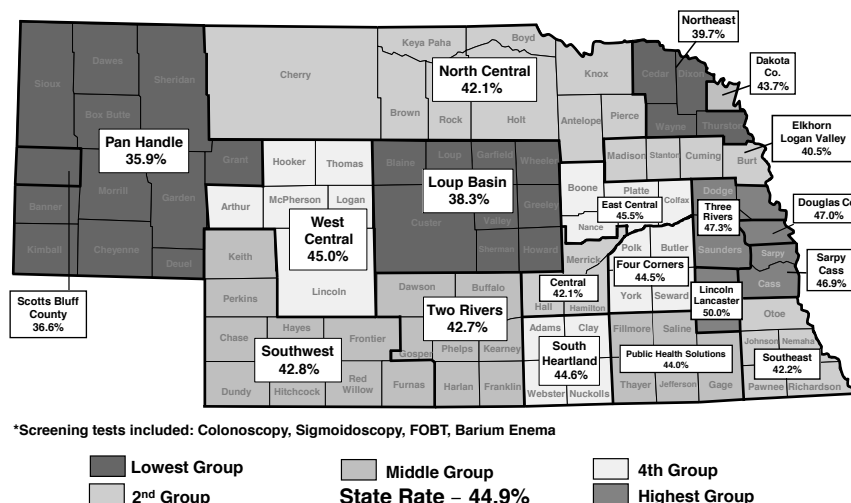 Northeast
39.7%
Dakota
Co.
43.7%
Keya Paha
Boyd
Sioux
Dawes
Sheridan
Cherry
North Central
42.1%
Knox
Cedar
Dixon
Box Butte
Brown
Rock
Holt
Antelope
Pierce
Wayne
Thurston
Elkhorn
Logan Valley
40.5%
Pan Handle
35.9%
Grant
Hooker
Thomas
Blaine
Loup
Garfield
Wheeler
Madison
Stanton
Cuming
Burt
Banner
Morrill
Garden
Arthur
McPherson
Logan
Loup Basin
38.3%
Custer
Valley
Greeley
Boone
Platte
Colfax
East Central
45.5%
Nance
Dodge
Three
Rivers
47.3%
Douglas Co
47.0%
Kimball
Cheyenne
Deuel
West
Central
45.0%
Sherman
Howard
Merrick
Polk
Butler
Saunders
Sarpy
Sarpy
Cass
46.9%
Keith
Lincoln
Four Corners
44.5%
Cass
Scotts Bluff
County
36.6%
Perkins
Dawson
Buffalo
Central
42.1%
Hall
Hamilton
York
Seward
Lincoln
Lancaster
50.0%
Otoe
Chase
Hayes
Frontier
Two Rivers
42.7%
Gosper
Phelps
Kearney
Adams
Clay
Fillmore
Saline
Johnson
Nemaha
Southwest
42.8%
South
Heartland
44.6%
Public Health Solutions
44.0%
Southeast
42.2%
Dundy
Hitchcock
Red
Willow
Furnas
Harlan
Franklin
Webster
Nuckolls
Thayer
Jefferson
Gage
Pawnee
Richardson
*Screening tests included: Colonoscopy, Sigmoidoscopy, FOBT, Barium Enema
Lowest Group
Middle Group
4th Group
2nd Group
State Rate – 44.9%
Highest Group